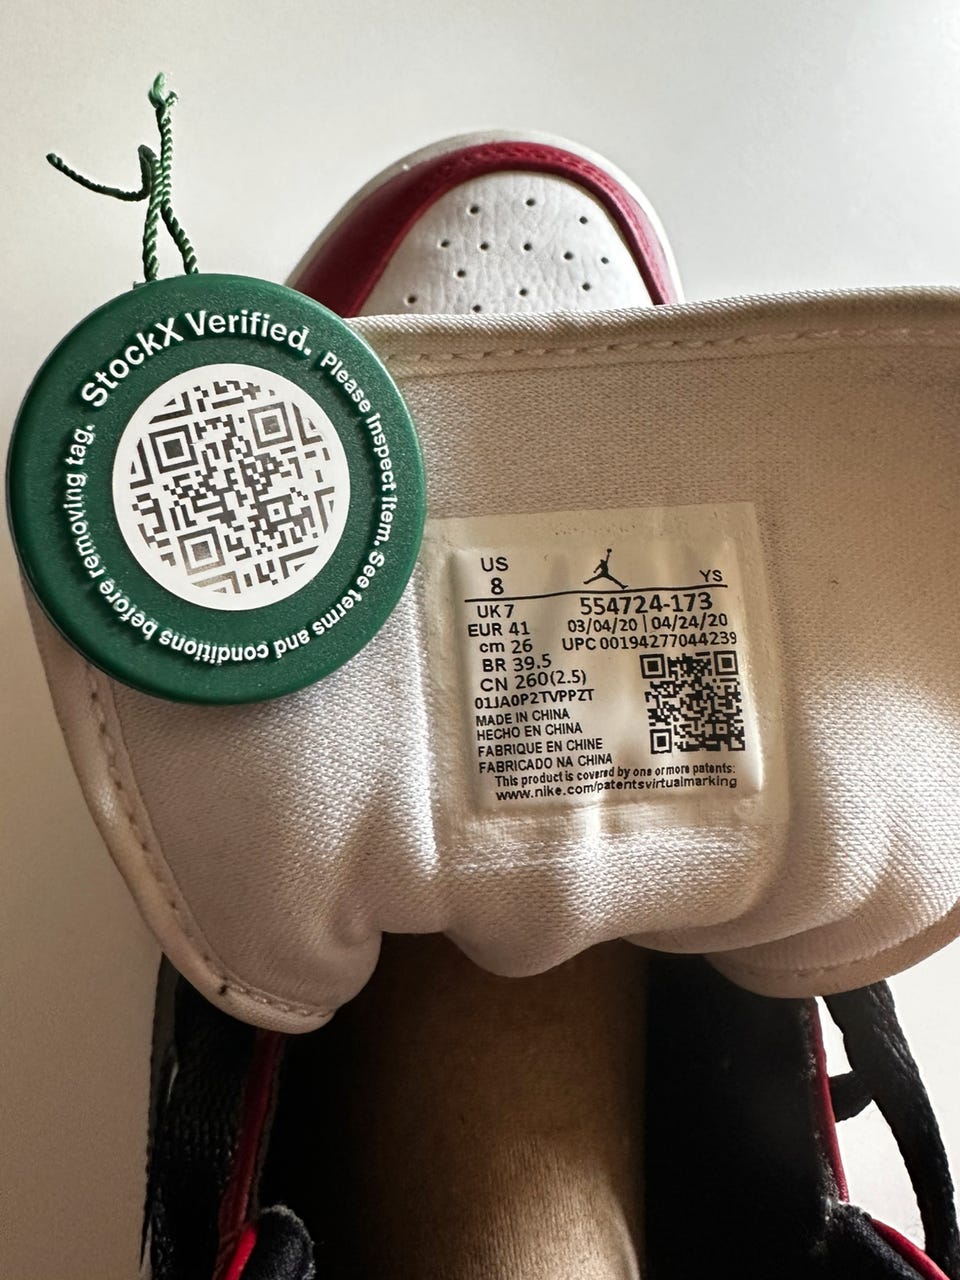 StockX Verified. Please inspect item. See terms and conditions before removing tag.
US
8
YS
UK 7
554724-173
EUR 41
03/04/20 | 04/24/20
cm 26
UPC 00194277044239
BR 39.5
CN 260(2.5)
01JA0P2TVPPZT
MADE IN CHINA
HECHO EN CHINA
FABRIQUE EN CHINE
FABRICADO NA CHINA
This product is covered by one or more patents:
www.nike.com/patentsvirtualmarking